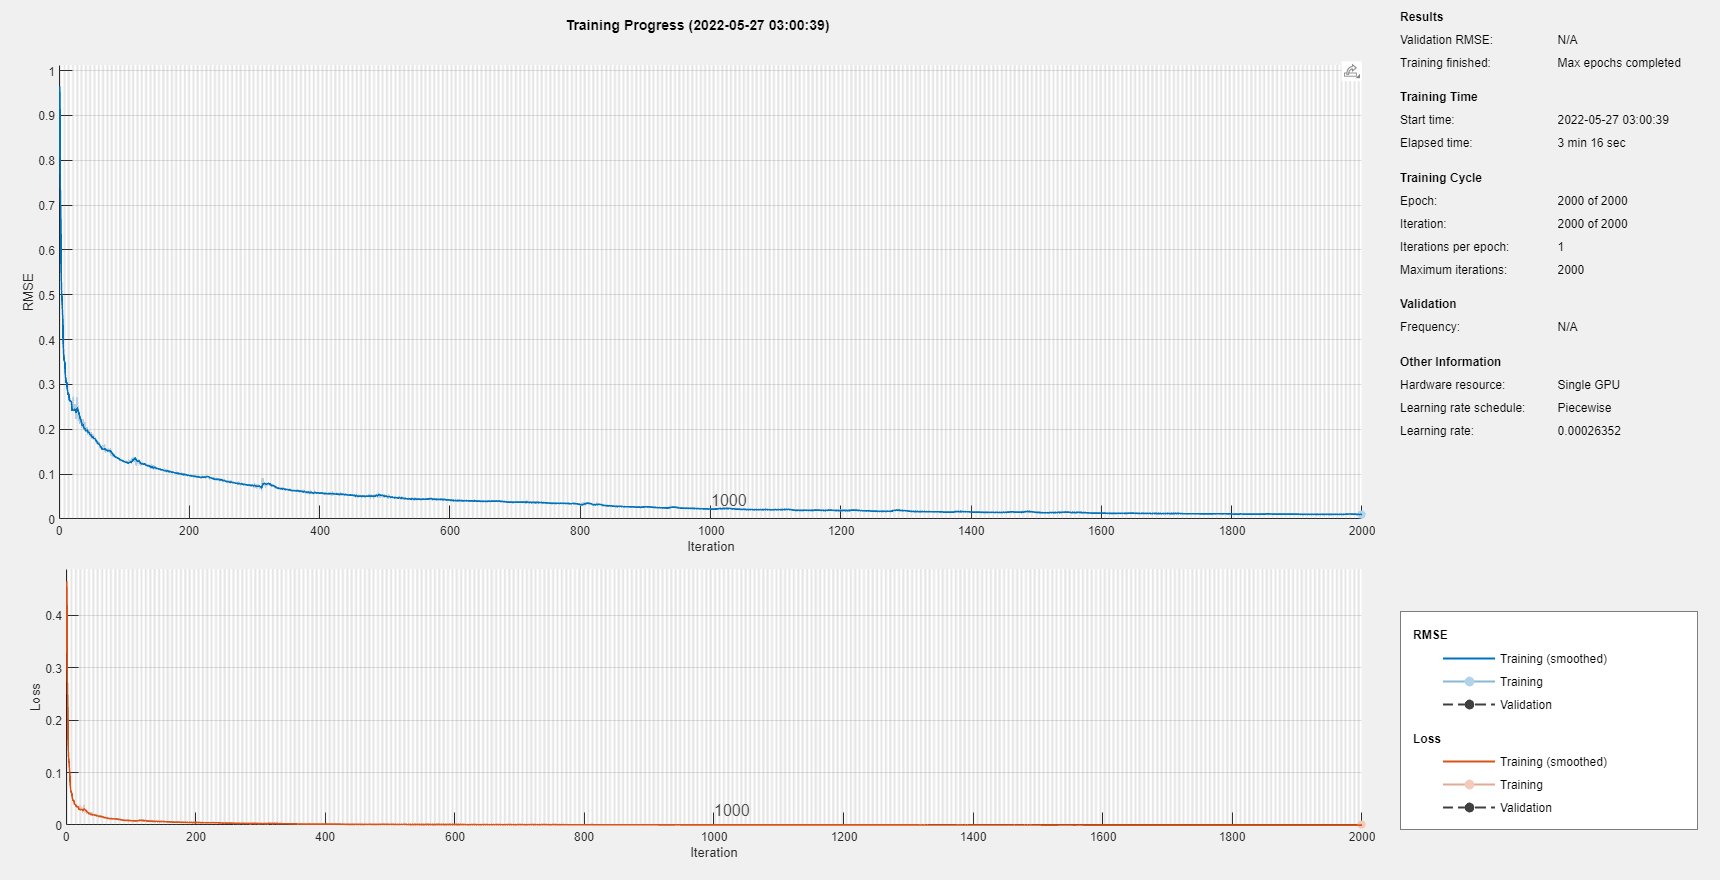 Training Progress (2022-05-27 03:00:39)
1
0.9
0.8
0.7
0.6
0.5
0.4
0.3
0.2
0.1
0
RMSE
1000
0 200 400 600 800 1000 1200 1400 1600 1800 2000
Iteration
0.4
0.3
0.2
0.1
0
Loss
1000
0 200 400 600 800 1000 1200 1400 1600 1800 2000
Iteration
Results
Validation RMSE: N/A
Training finished: Max epochs completed
Training Time
Start time: 2022-05-27 03:00:39
Elapsed time: 3 min 16 sec
Training Cycle
Epoch: 2000 of 2000
Iteration: 2000 of 2000
Iterations per epoch: 1
Maximum iterations: 2000
Validation
Frequency: N/A
Other Information
Hardware resource: Single GPU
Learning rate schedule: Piecewise
Learning rate: 0.00026352
RMSE
Training (smoothed)
Training
Validation
Loss
Training (smoothed)
Training
Validation